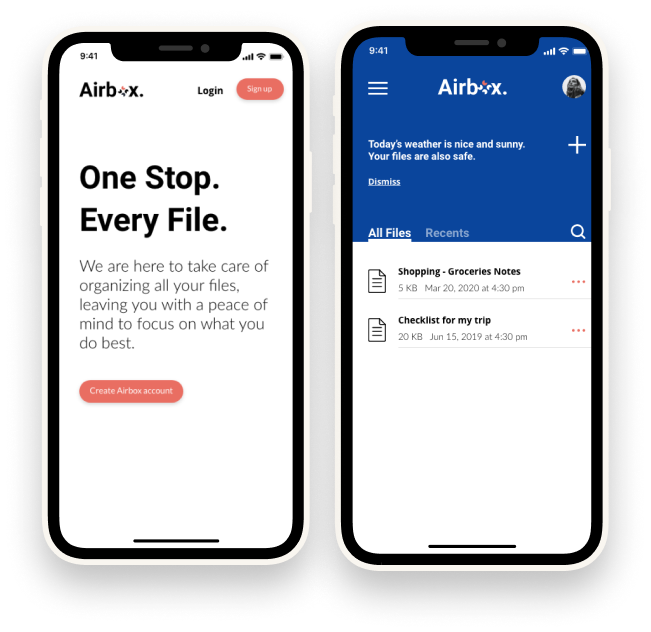 9:41
Airbox.
Login
Sign up
One Stop.
Every File.
We are here to take care of
organizing all your files,
leaving you with a peace of
mind to focus on what you
do best.
Create Airbox account
9:41
Airbox.
Today's weather is nice and sunny.
Your files are also safe.
Dismiss
All Files Recents
Shopping - Groceries Notes
5 KB Mar 20, 2020 at 4:30 pm
Checklist for my trip
20 KB Jun 15, 2019 at 4:30 pm